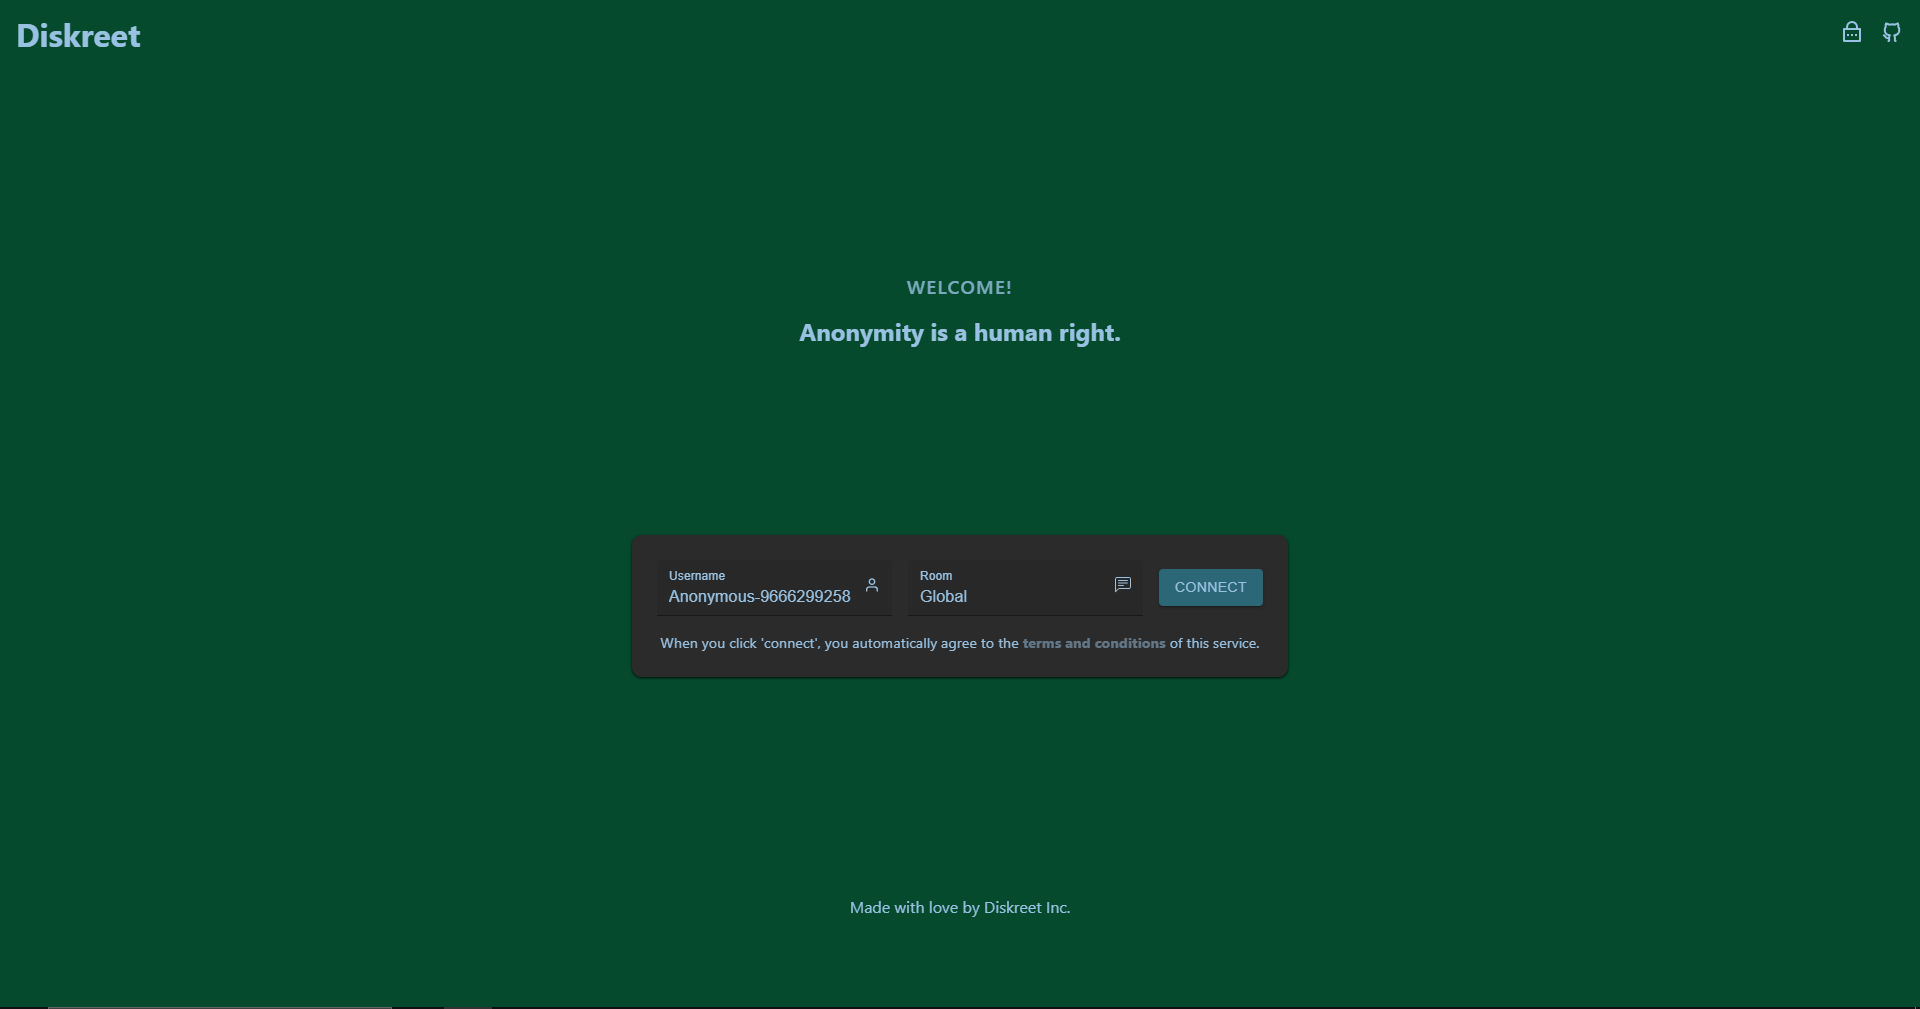 Diskreet
WELCOME!
Anonymity is a human right.
Username
Anonymous-9666299258
Room
Global
CONNECT
When you click 'connect', you automatically agree to the terms and conditions of this service.
Made with love by Diskreet Inc.